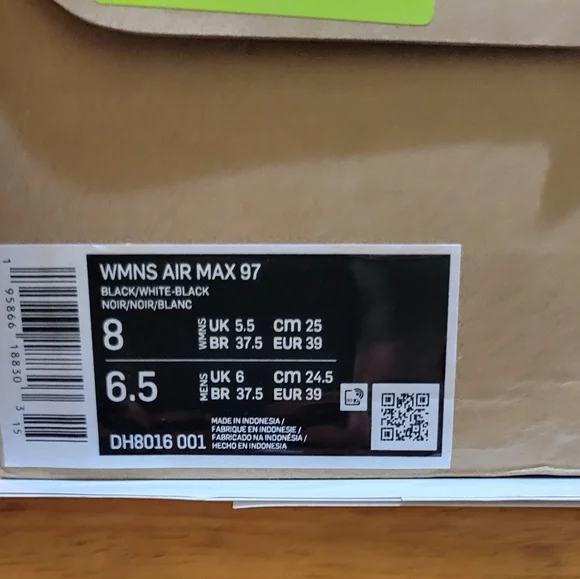 WMNS AIR MAX 97
BLACK/WHITE-BLACK
NOIR/NOIR/BLANC
8 WMNS UK 5.5 cm 25
BR 37.5 EUR 39
6.5 MENS UK 6 cm 24.5
BR 37.5 EUR 39
DH8016 001
MADE IN INDONESIA /
FABRIQUE EN INDONESIE /
FABRICADO NA INDONÉSIA /
HECHO EN INDONESIA
1 95866 18830 3 15